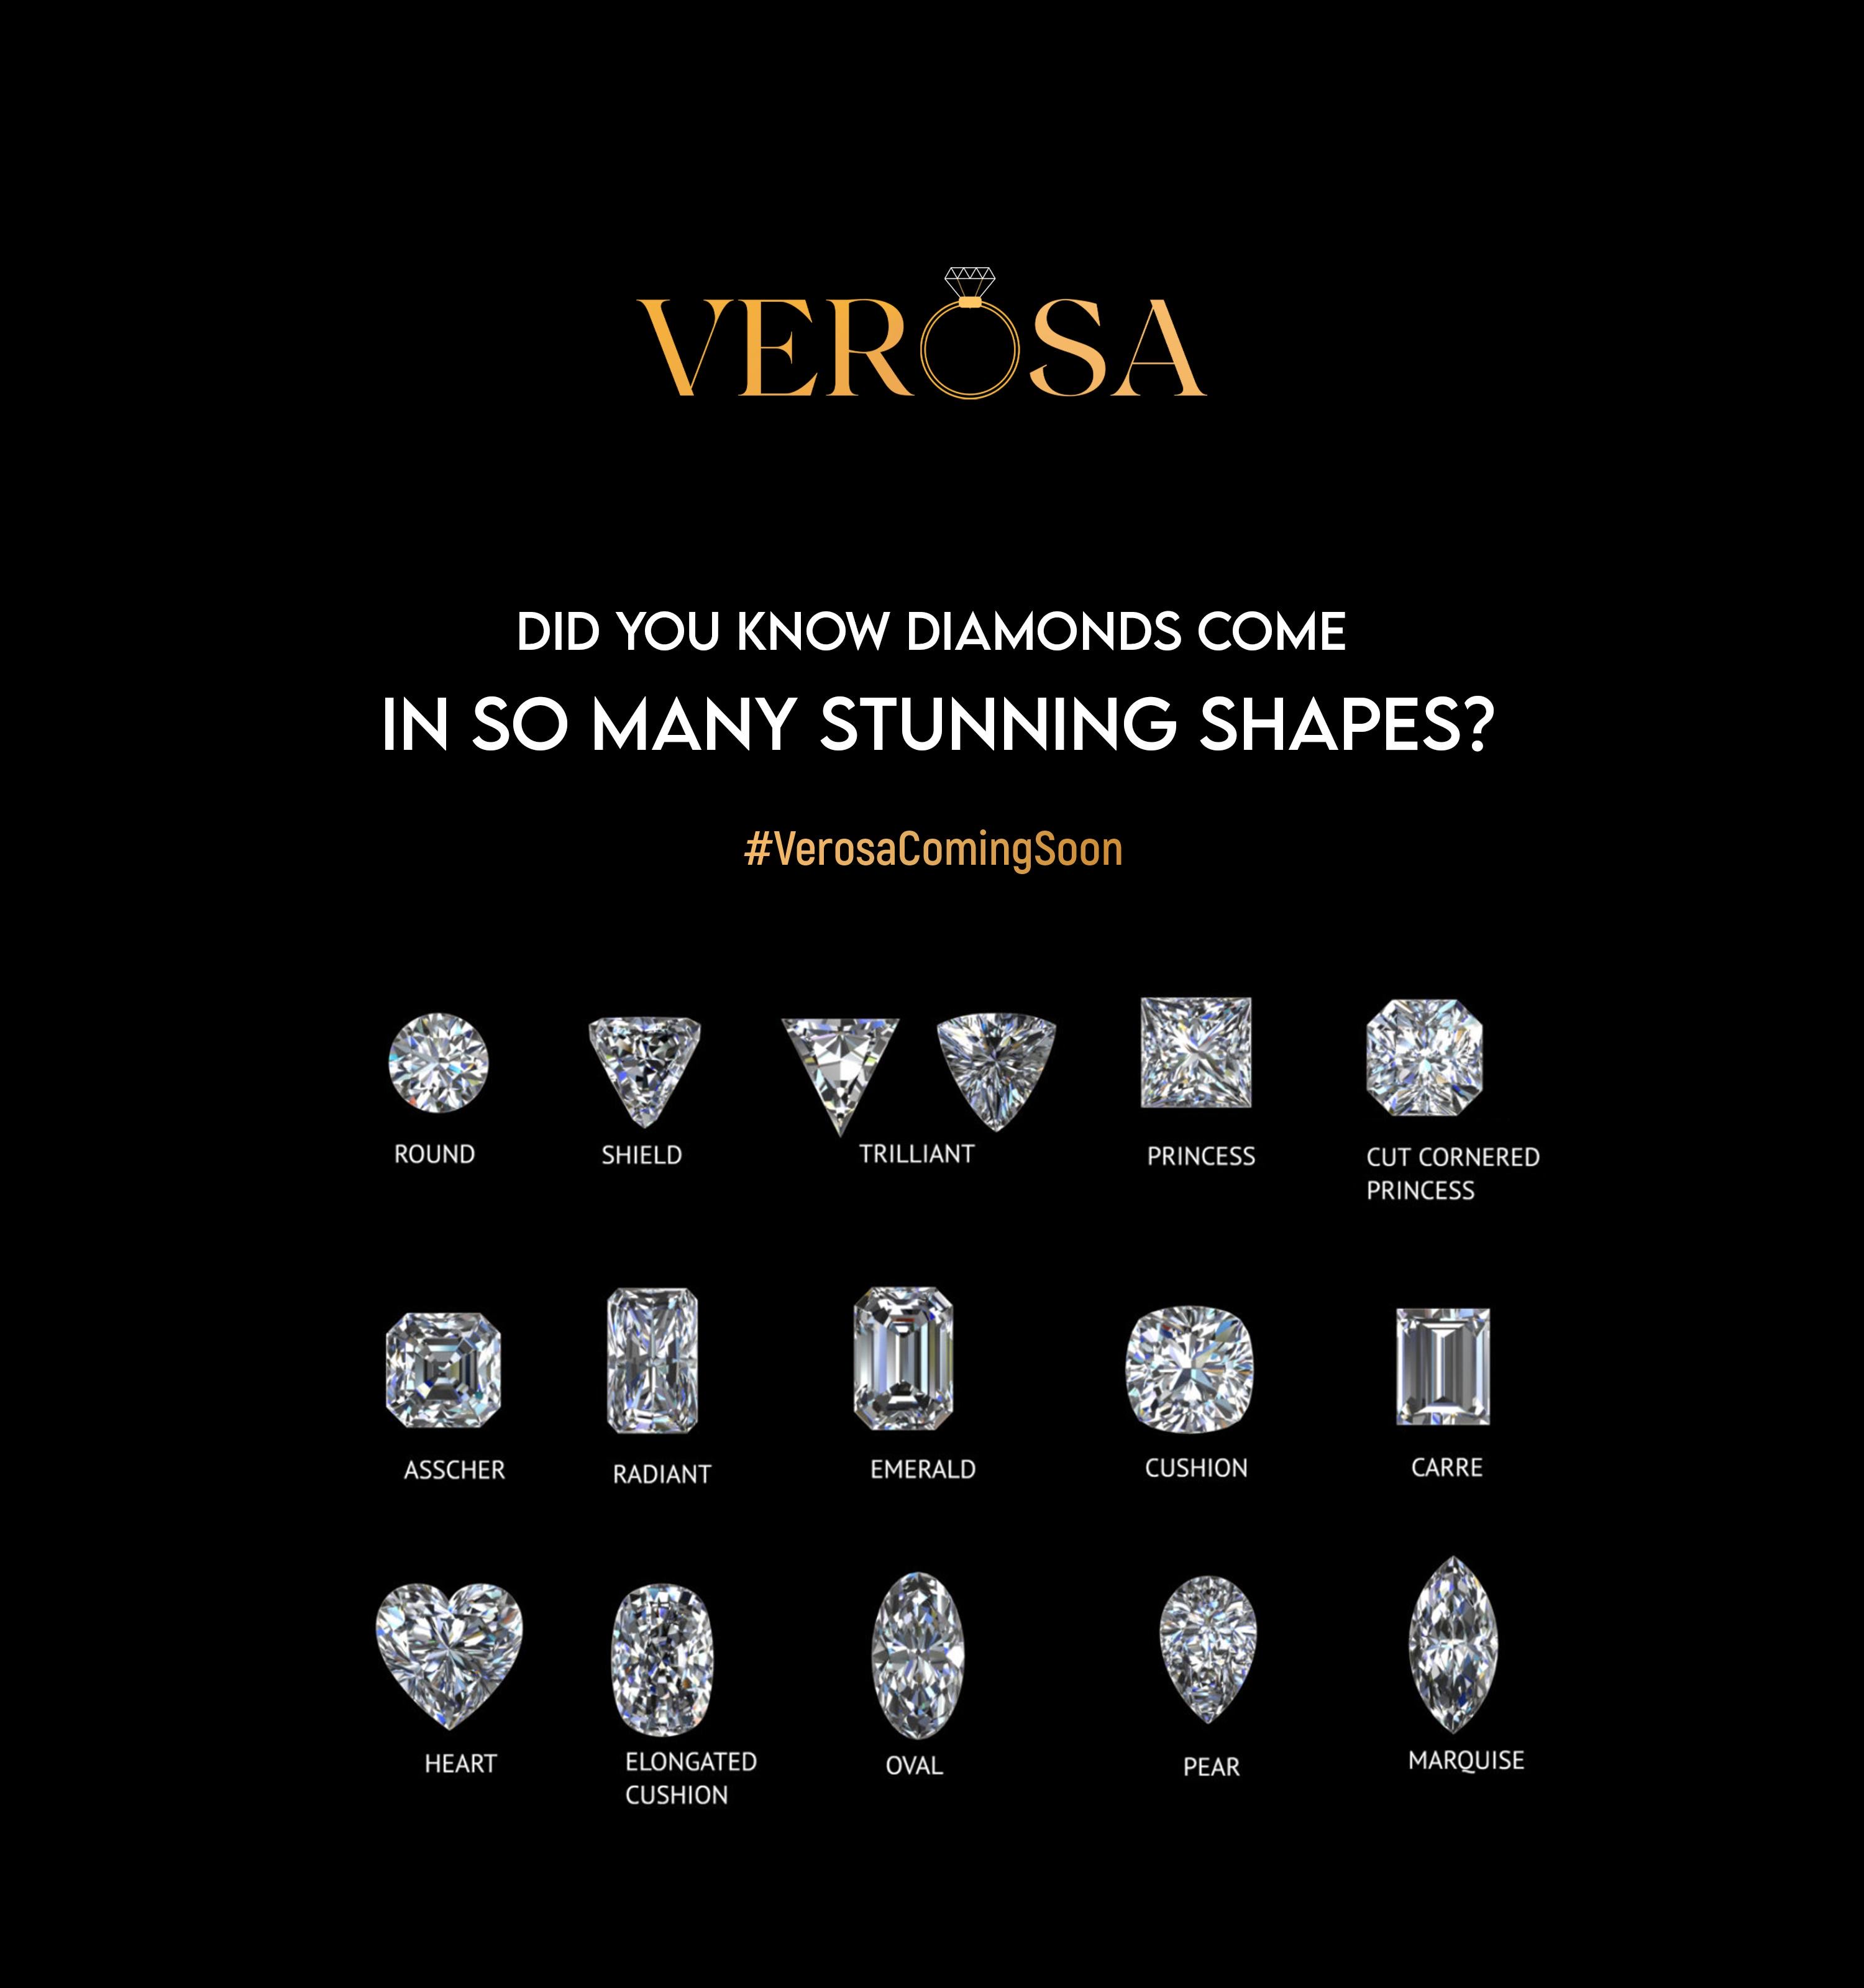 VEROSA
DID YOU KNOW DIAMONDS COME
IN SO MANY STUNNING SHAPES?
#VerosaComingSoon
ROUND
SHIELD
TRILLIANT
PRINCESS
CUT CORNERED
PRINCESS
ASSCHER
RADIANT
EMERALD
CUSHION
CARRE
HEART
ELONGATED
CUSHION
OVAL
PEAR
MARQUISE